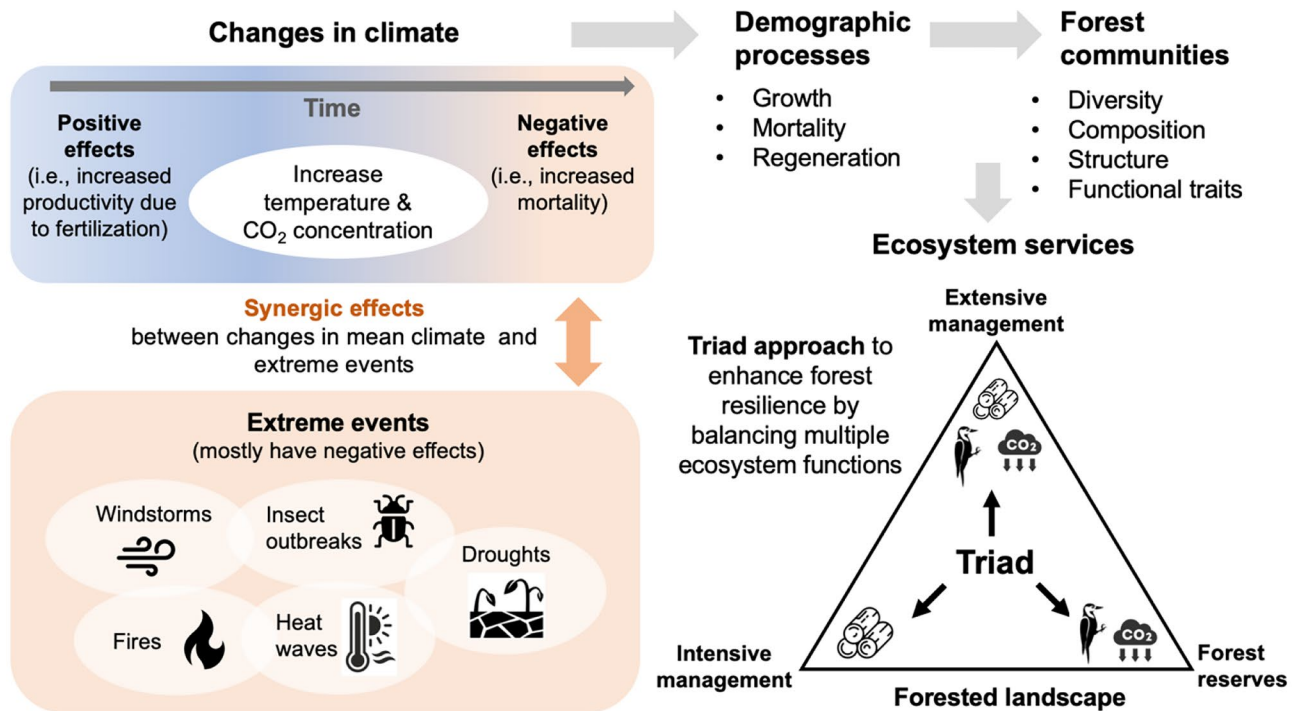 Changes in climate
Time
Positive
effects
(i.e., increased
productivity due
to fertilization)
Increase
temperature &
CO₂ concentration
Negative
effects
(i.e., increased
mortality)
Synergic effects
between changes in mean climate and
extreme events
Extreme events
(mostly have negative effects)
Windstorms
Insect
outbreaks
Droughts
Fires
Heat
waves
Demographic
processes
• Growth
• Mortality
• Regeneration
Forest
communities
• Diversity
• Composition
• Structure
• Functional traits
Ecosystem services
Triad approach to
enhance forest
resilience by
balancing multiple
ecosystem functions
Extensive
management
CO₂
Triad
CO₂
Intensive
management
Forest
reserves
Forested landscape